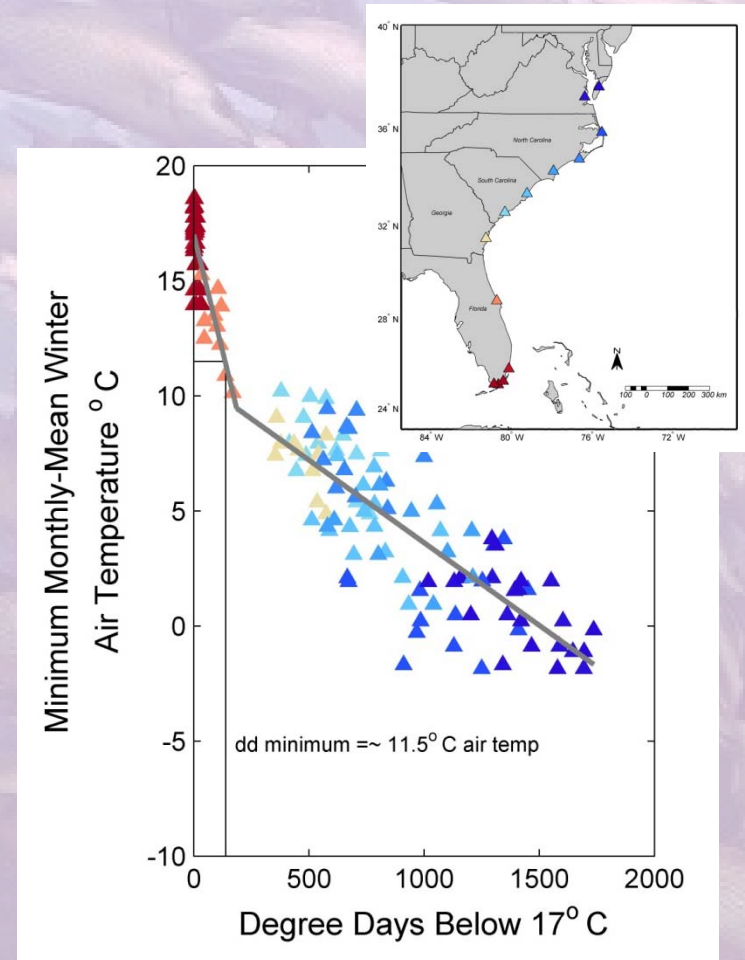 40° N
36° N
32° N
28° N
24° N
84° W
80° W
76° W
72° W
North Carolina
South Carolina
Georgia
Florida
N
100 0 100 200 300 km
20
15
10
5
0
-5
-10
Minimum Monthly-Mean Winter
Air Temperature ° C
dd minimum =~ 11.5° C air temp
0 500 1000 1500 2000
Degree Days Below 17° C